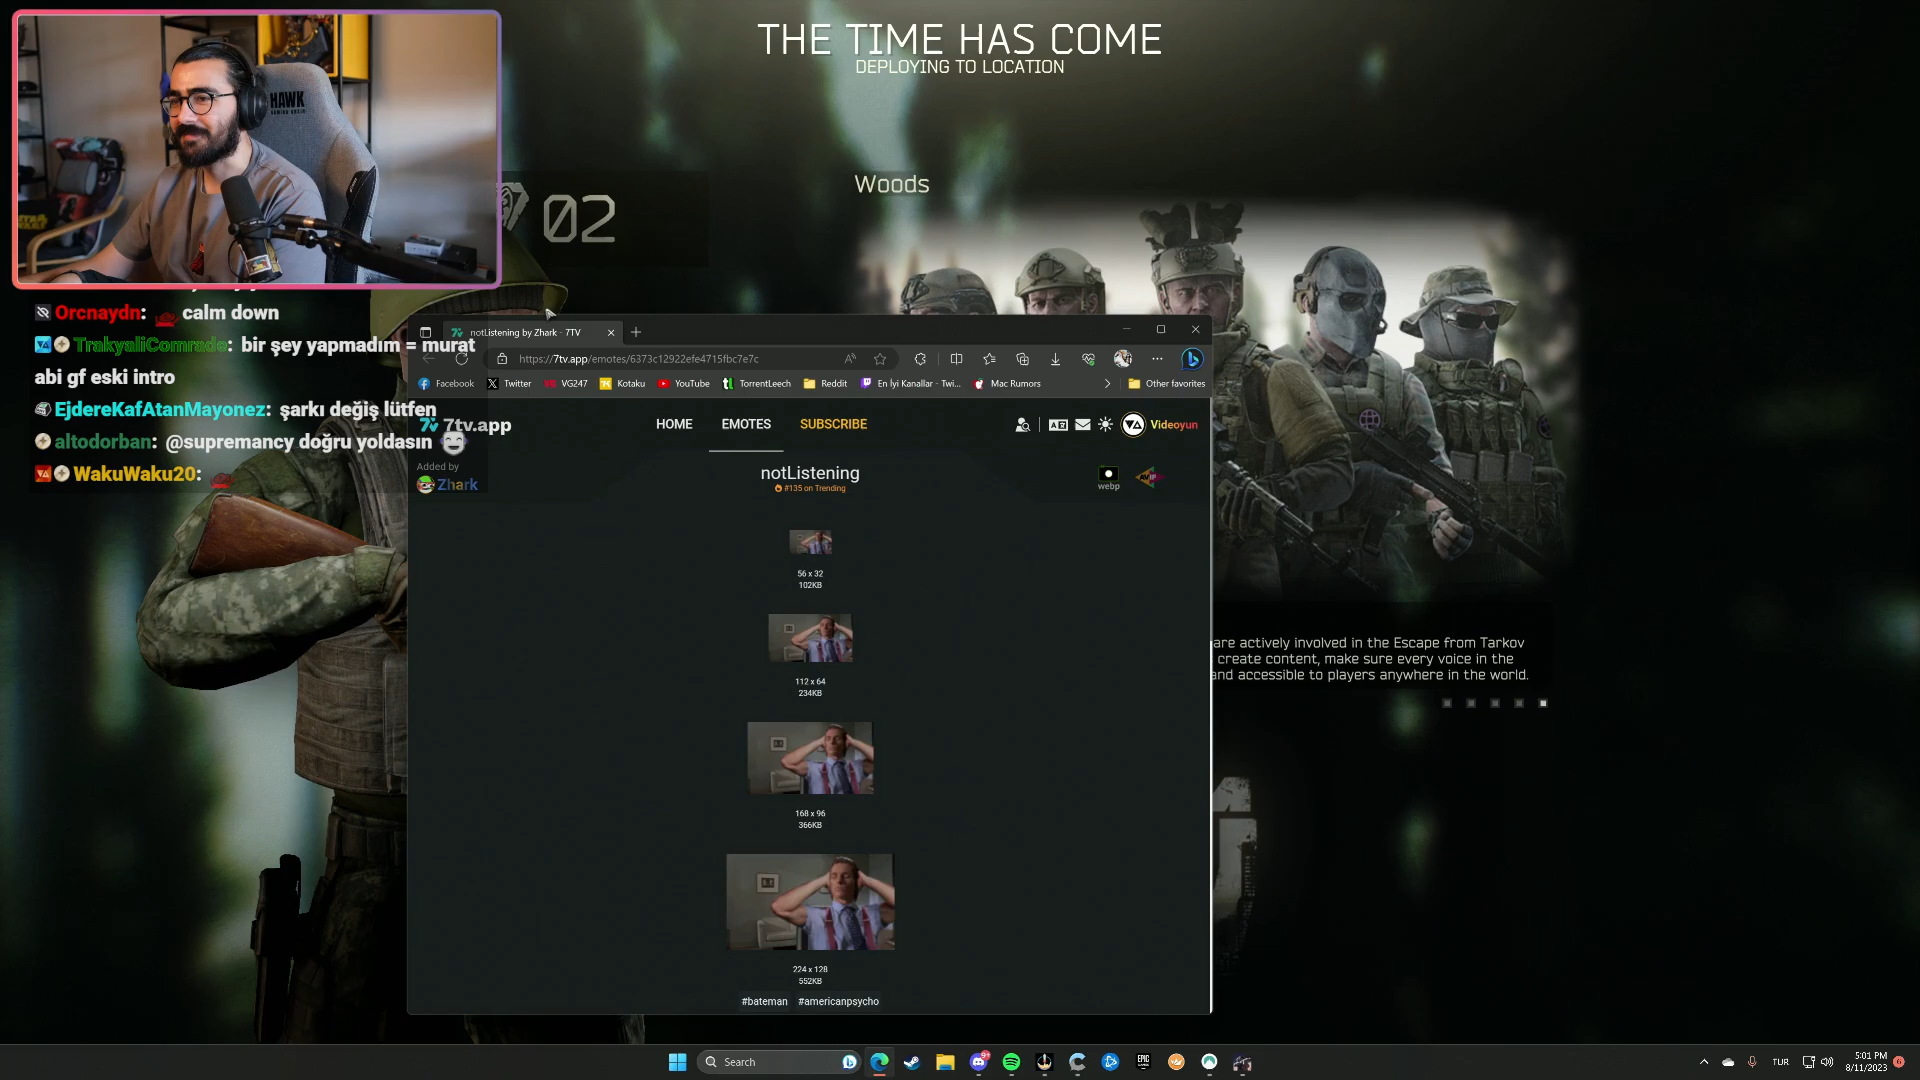 THE TIME HAS COME
DEPLOYING TO LOCATION
HAWK
02
Woods
Orcnaydn: calm down
TrakyaliComrade: bir şey yapmadım = murat
abi gf eski intro
EjdereKafAtanMayonez: şarkı değiş lütfen
altodorban: @supremancy doğru yoldasın
WakuWaku20:
notListening by Zhark - 7TV
https://7tv.app/emotes/6373c12922efe4715fbc7e7c
Facebook
Twitter
VG247
Kotaku
YouTube
TorrentLeech
Reddit
En İyi Kanallar - Twi...
Mac Rumors
Other favorites
7tv.app
HOME
EMOTES
SUBSCRIBE
Videoyun
Added by
Zhark
notListening
#135 on Trending
webp
56 x 32
102KB
112 x 64
234KB
168 x 96
366KB
224 x 128
552KB
#bateman #americanpsycho
are actively involved in the Escape from Tarkov
create content, make sure every voice in the
and accessible to players anywhere in the world.
Search
9+
EPIC
TUR
5:01 PM
8/11/2023
6